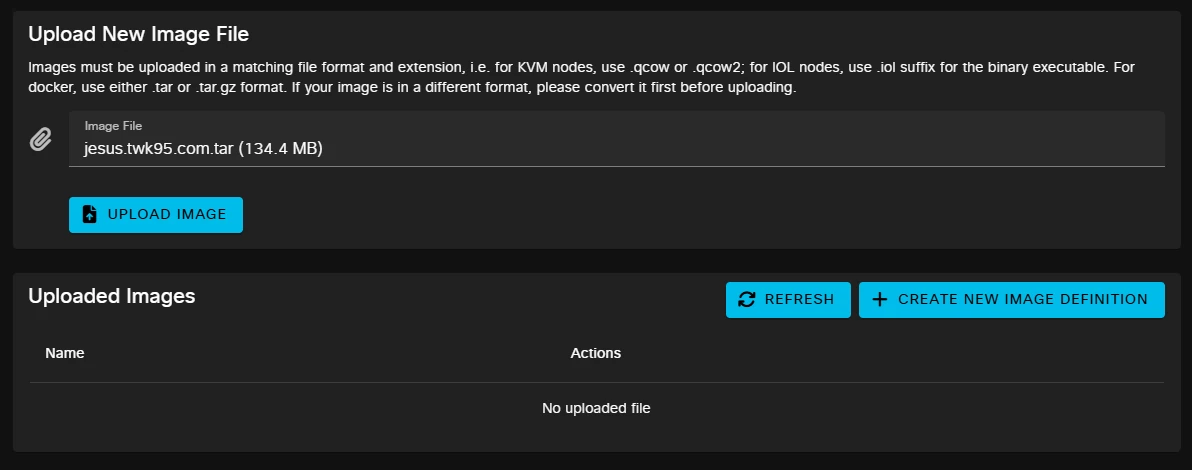 Upload New Image File
Images must be uploaded in a matching file format and extension, i.e. for KVM nodes, use .qcow or .qcow2; for IOL nodes, use .iol suffix for the binary executable. For
docker, use either .tar or .tar.gz format. If your image is in a different format, please convert it first before uploading.
Image File
jesus.twk95.com.tar (134.4 MB)
UPLOAD IMAGE
Uploaded Images
REFRESH
CREATE NEW IMAGE DEFINITION
Name
Actions
No uploaded file